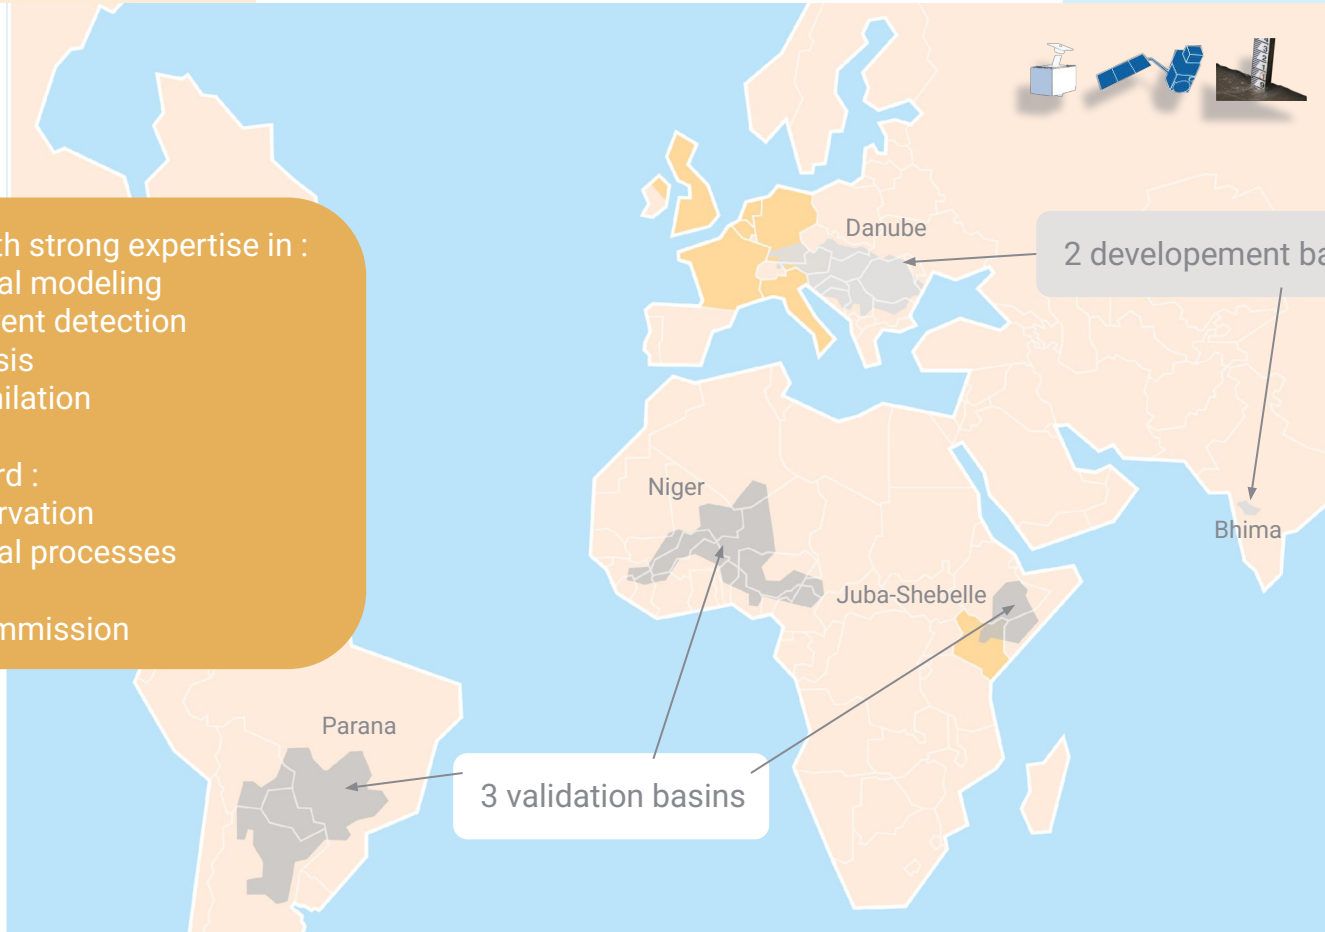 th strong expertise in :
al modeling
ent detection
sis
ilation
rd :
rvation
al processes
mmission
Danube
2 developement ba
Niger
Bhima
Juba-Shebelle
Parana
3 validation basins